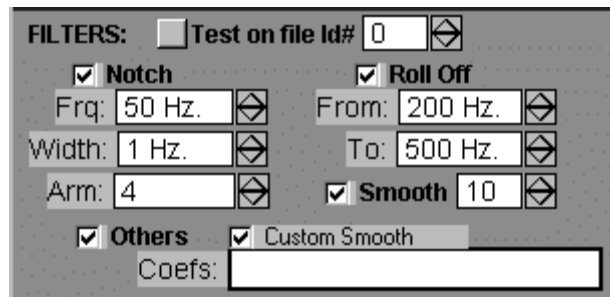 FILTERS: Test on file Id# 0
Notch Roll Off
Frq: 50 Hz. From: 200 Hz.
Width: 1 Hz. To: 500 Hz.
Arm: 4 Smooth 10
Others Custom Smooth
Coefs: